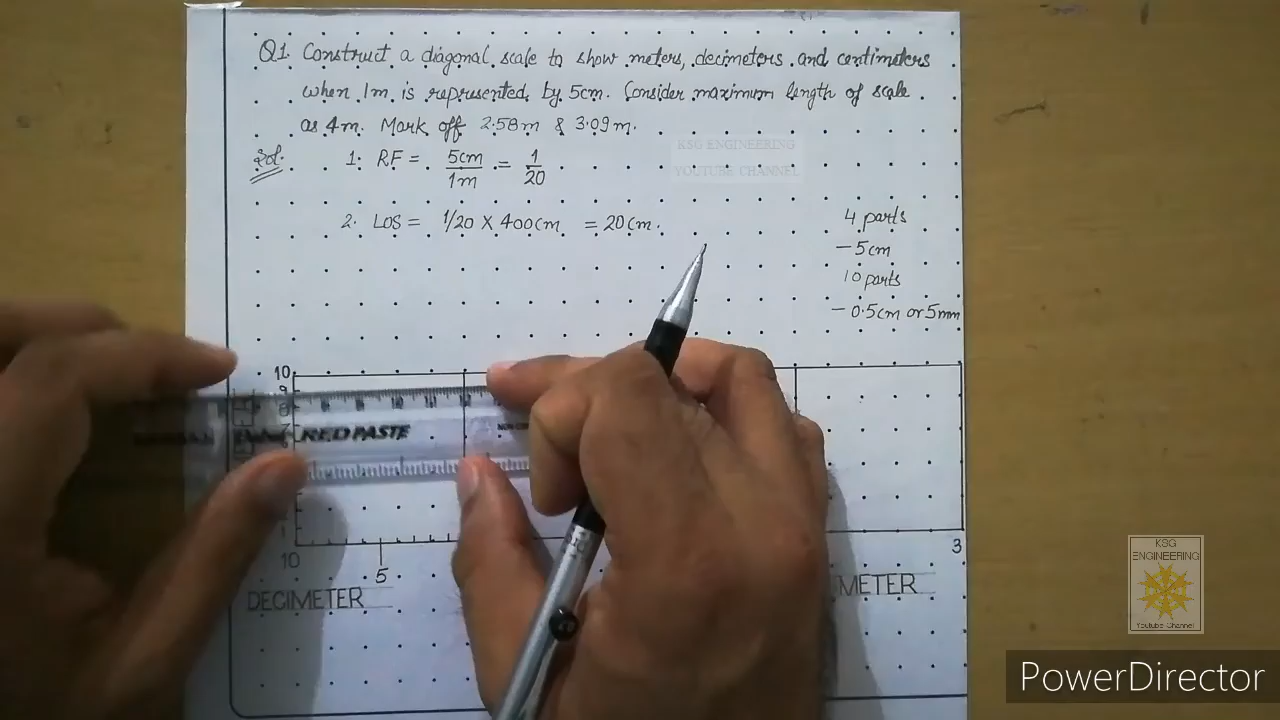 Q1. Construct a diagonal scale to show meters, decimeters and centimeters
when 1m is represented by 5cm. Consider maximum length of scale
as 4m. Mark off 2.58m & 3.09m.
KSG ENGINEERING
YOUTUBE CHANNEL
Sol. 1. RF = 5cm/1m = 1/20
2. LOS = 1/20 X 400cm = 20cm.
4 parts
- 5cm
10 parts
- 0.5cm or 5mm
10
9
8
RED PASTE
1
10
5
3
DECIMETER
METER
KSG
ENGINEERING
Youtube Channel
PowerDirector